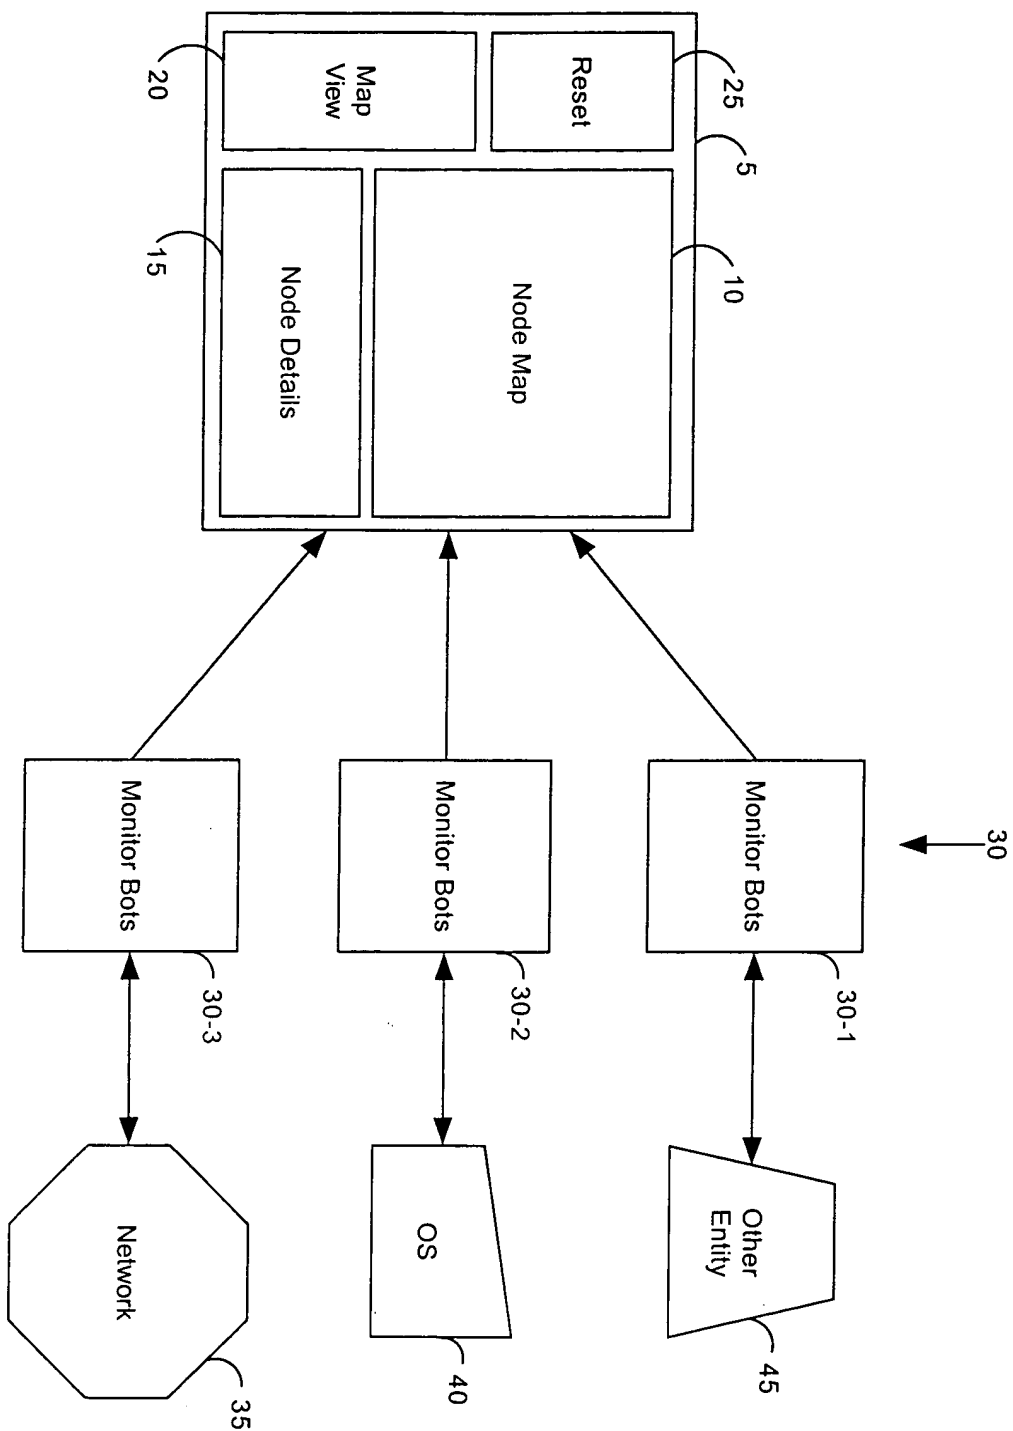 30
25
5
10
30-1
45
Reset
Node Map
Monitor Bots
Other
Entity
30-2
40
Map
View
Monitor Bots
OS
Node Details
30-3
35
20
15
Monitor Bots
Network